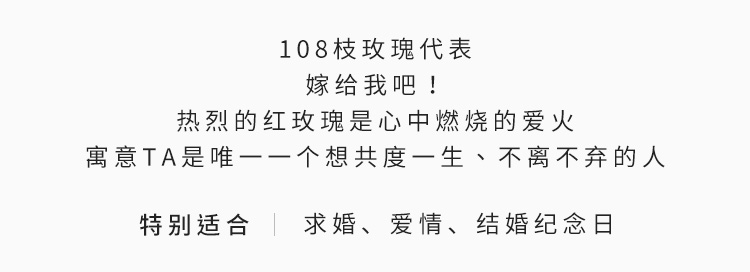 108枝玫瑰代表
嫁给我吧！
热烈的红玫瑰是心中燃烧的爱火
寓意TA是唯一一个想共度一生、不离不弃的人
特别适合｜求婚、爱情、结婚纪念日